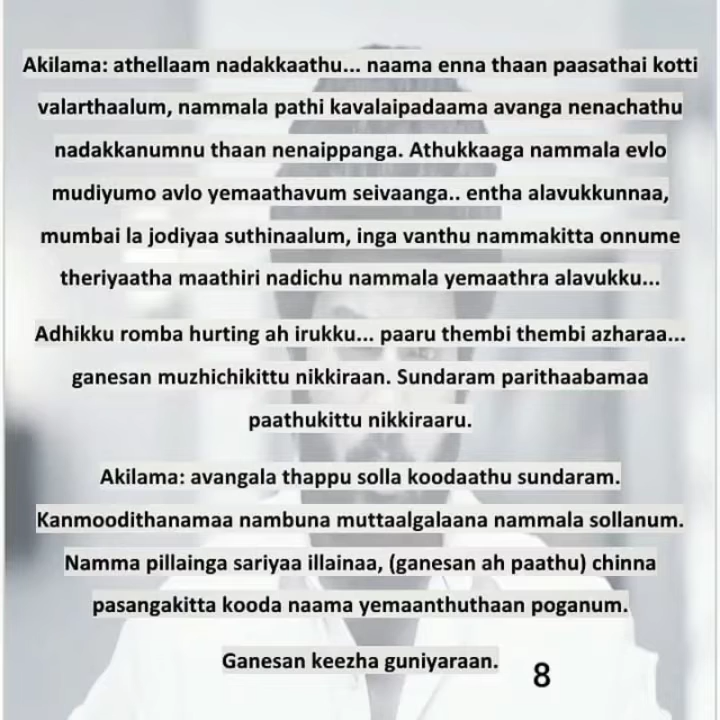 Akilama: athellaam nadakkaathu... naama enna thaan paasathai kotti
valarthaalum, nammala pathi kavalaipadaama avanga nenachathu
nadakkanumnu thaan nenaippanga. Athukkaaga nammala evlo
mudiyumo avlo yemaathavum seivaanga.. entha alavukkunnaa,
mumbai la jodiyaa suthinaalum, inga vanthu nammakitta onnume
theriyaatha maathiri nadichu nammala yemaathra alavukku...
Adhikku romba hurting ah irukku... paaru thembi thembi azharaa...
ganesan muzhichikittu nikkiraan. Sundaram parithaabamaa
paathukittu nikkiraaru.
Akilama: avangala thappu solla koodaathu sundaram.
Kanmoodithanamaa nambuna muttaalgalaana nammala sollanum.
Namma pillainga sariyaa illainaa, (ganesan ah paathu) chinna
pasangakitta kooda naama yemaanthuthaan poganum.
Ganesan keezha guniyaraan.
8